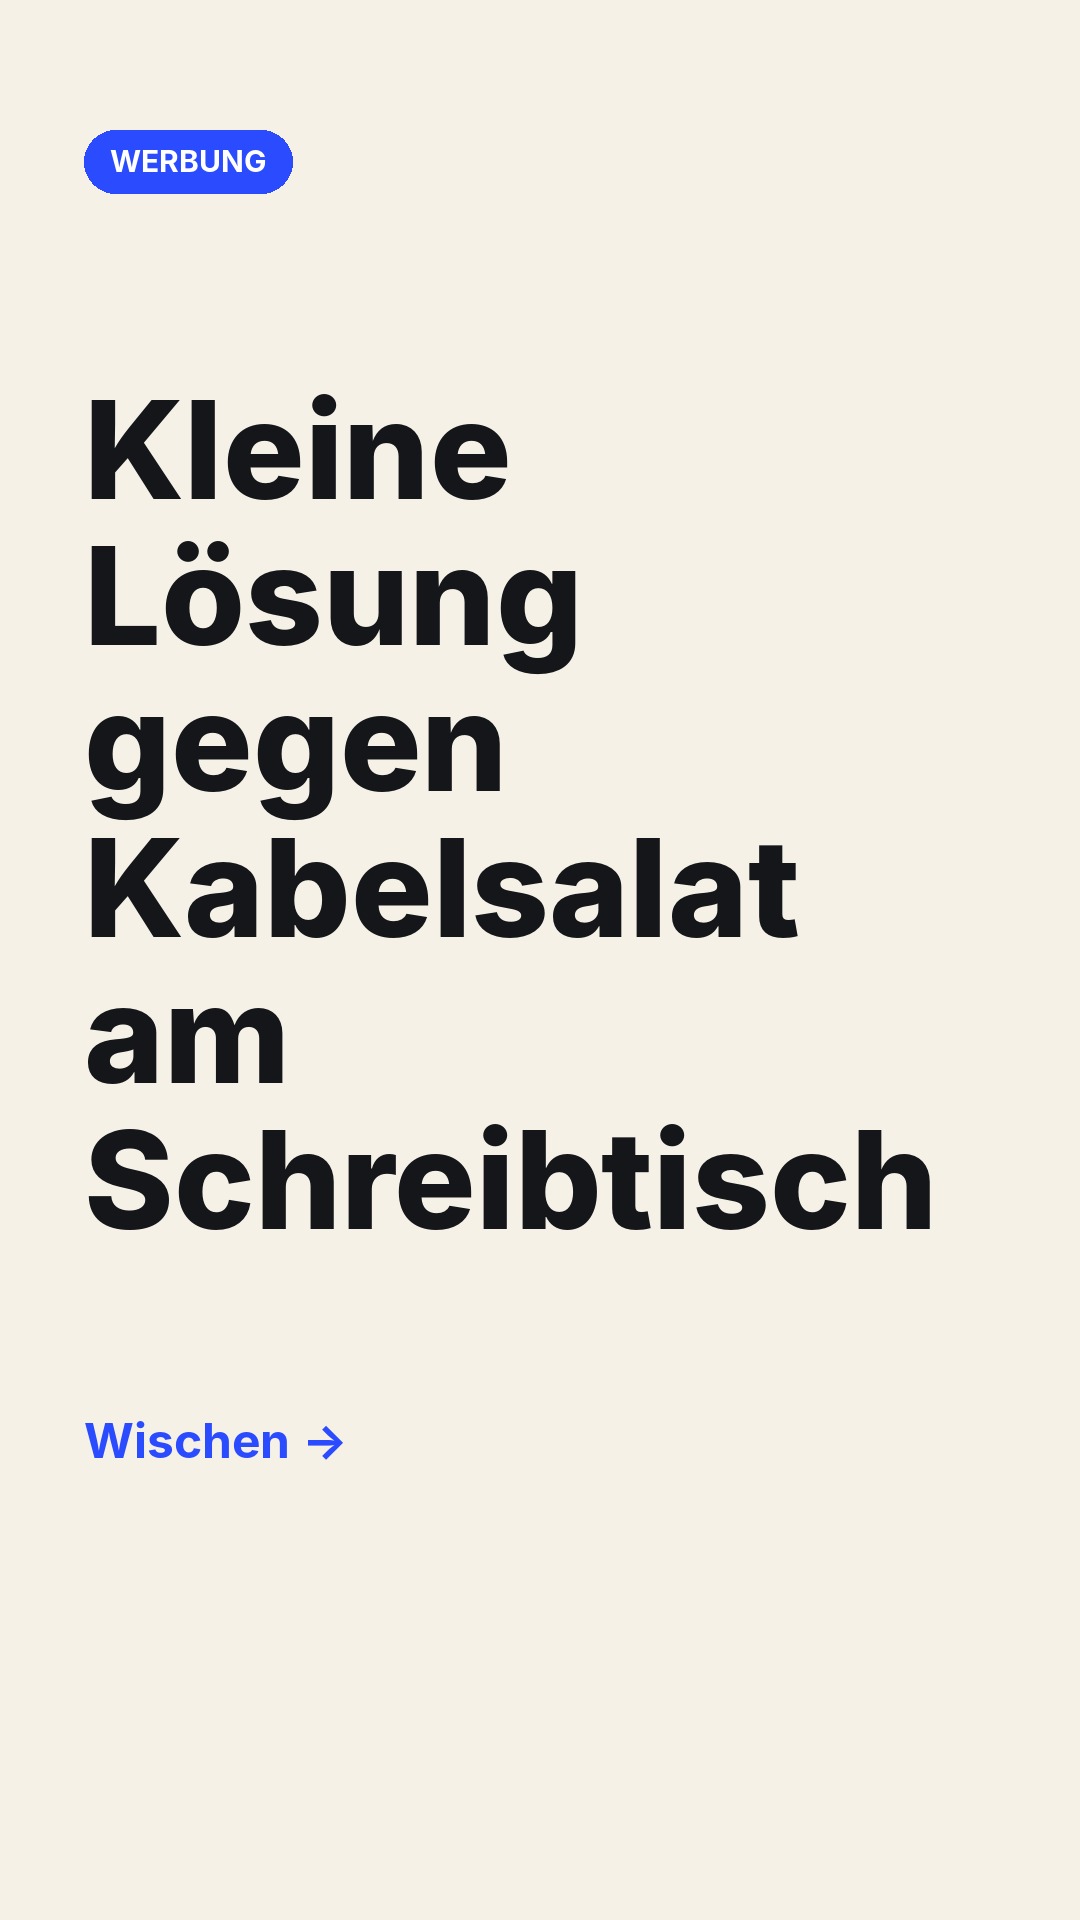 WERBUNG
Kleine
Lösung
gegen
Kabelsalat
am
Schreibtisch
Wischen →